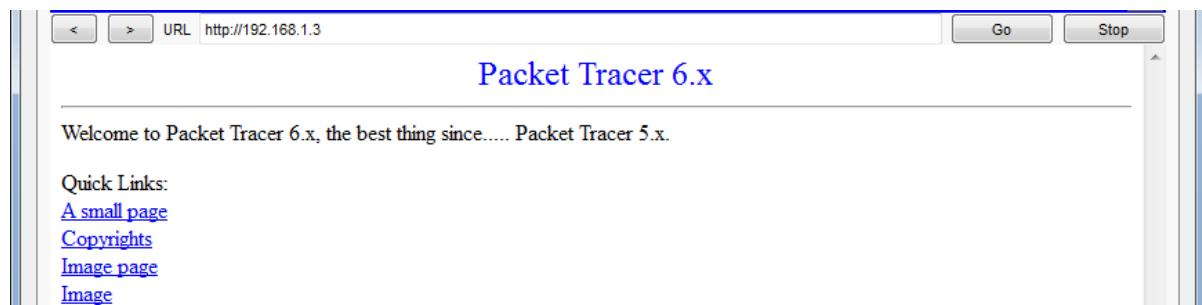 < > URL http://192.168.1.3 Go Stop
Packet Tracer 6.x
Welcome to Packet Tracer 6.x, the best thing since..... Packet Tracer 5.x.
Quick Links:
A small page
Copyrights
Image page
Image